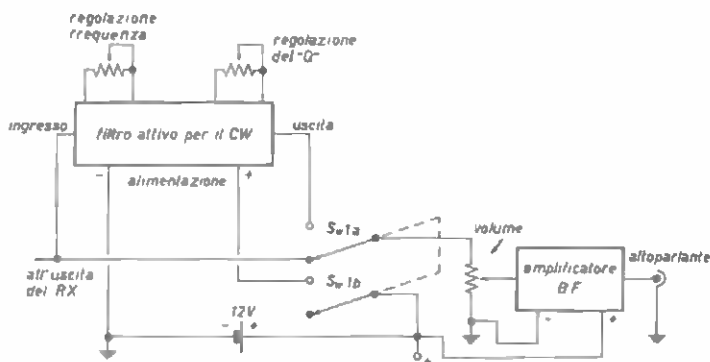 regolazione
frequenza
regolazione
del "Q"
ingresso
filtro attivo per il CW
uscita
- alimentazione +
Sw1a
volume
all'uscita
del RX
Sw1b
amplificatore
BF
altoparlante
- 12V +
- +
+